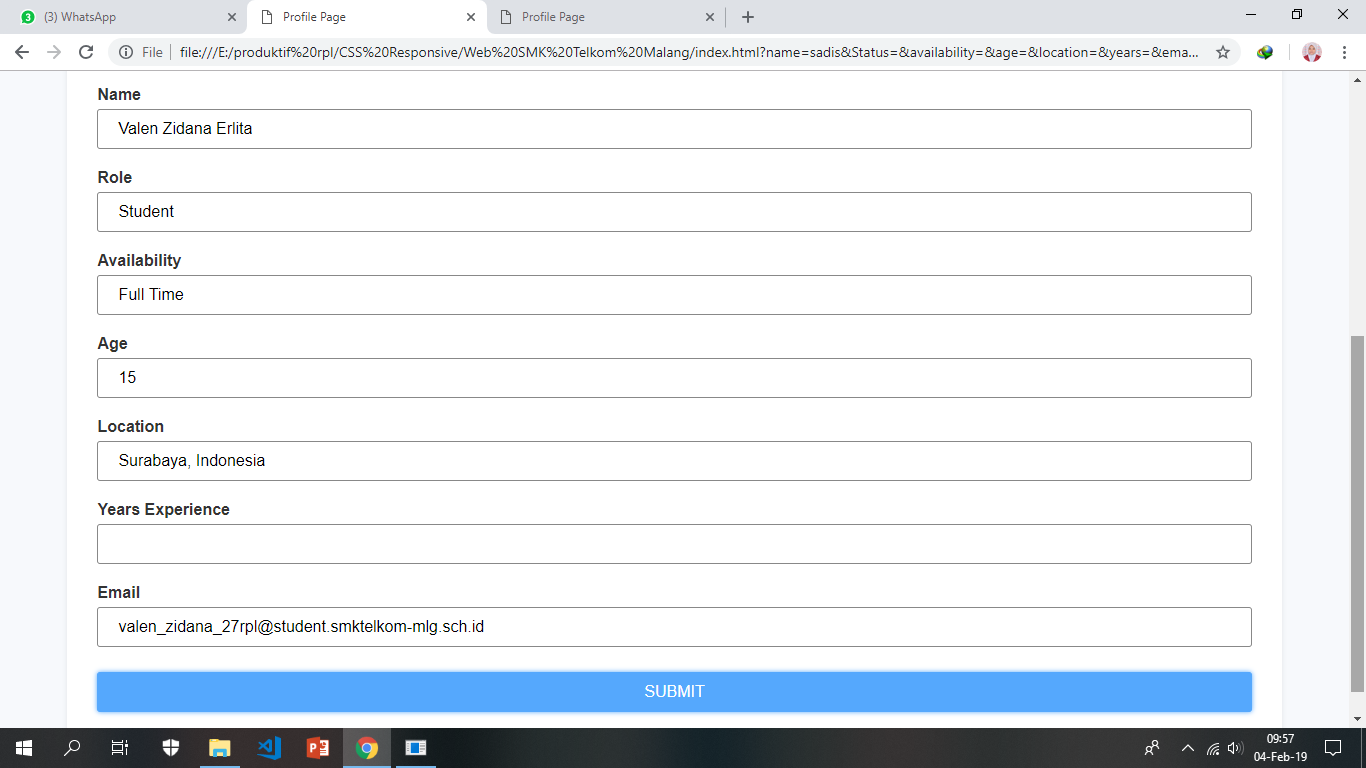 (3) WhatsApp
Profile Page
Profile Page
File
file:///E:/produktif%20rpl/CSS%20Responsive/Web%20SMK%20Telkom%20Malang/index.html?name=sadis&Status=&availability=&age=&location=&years=&ema...
Name
Valen Zidana Erlita
Role
Student
Availability
Full Time
Age
15
Location
Surabaya, Indonesia
Years Experience
Email
valen_zidana_27rpl@student.smktelkom-mlg.sch.id
SUBMIT
09:57
04-Feb-19